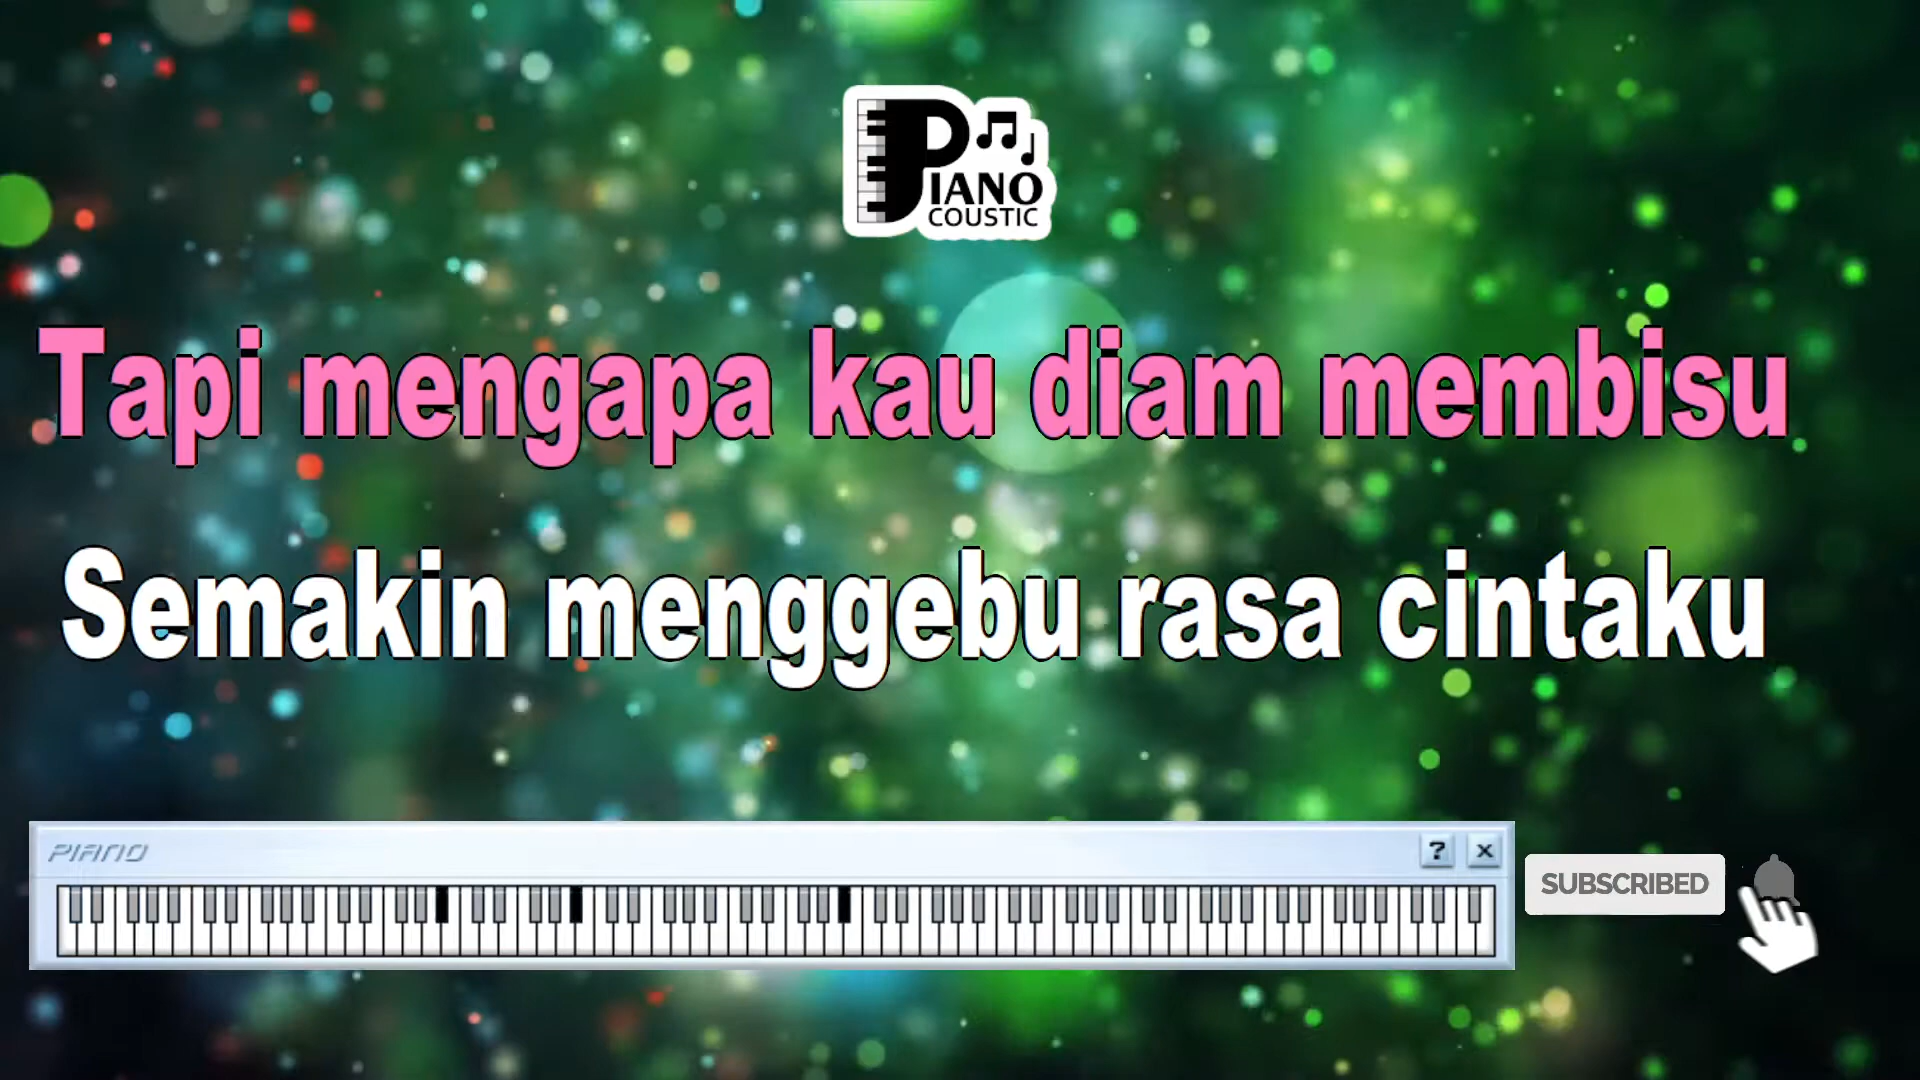 PIANO
COUSTIC
Tapi mengapa kau diam membisu
Semakin menggebu rasa cintaku
PIANO
? ×
SUBSCRIBED